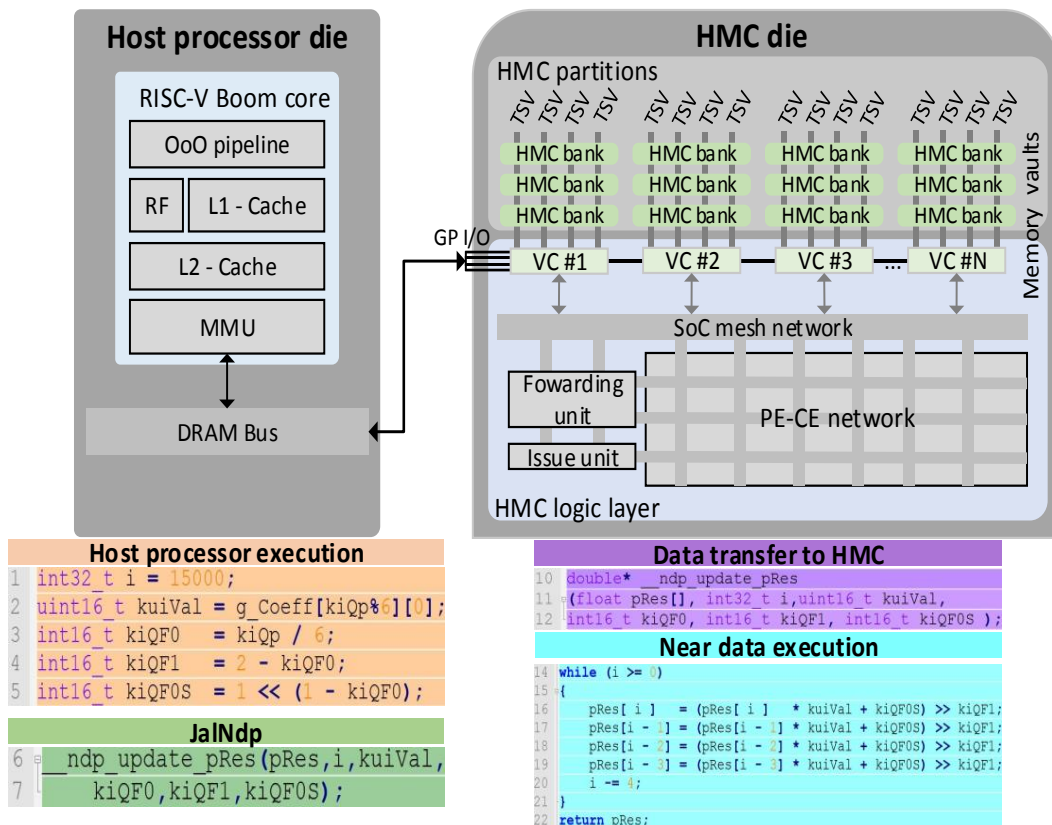 Host processor die
RISC-V Boom core
OoO pipeline
RF
L1 - Cache
L2 - Cache
MMU
DRAM Bus
GP I/O
HMC die
HMC partitions
TSV TSV TSV TSV TSV TSV TSV TSV TSV TSV TSV TSV TSV TSV TSV TSV
HMC bank HMC bank HMC bank HMC bank
HMC bank HMC bank HMC bank HMC bank
HMC bank HMC bank HMC bank HMC bank
Memory vaults
VC #1 VC #2 VC #3 ... VC #N
SoC mesh network
Fowarding
unit
Issue unit
PE-CE network
HMC logic layer
Host processor execution
1 int32_t i = 15000;
2 uint16_t kuiVal = g_Coeff[kiQp%6][0];
3 int16_t kiQF0 = kiQp / 6;
4 int16_t kiQF1 = 2 - kiQF0;
5 int16_t kiQF0S = 1 << (1 - kiQF0);
JalNdp
6 __ndp_update_pRes(pRes,i,kuiVal,
7 kiQF0,kiQF1,kiQF0S);
Data transfer to HMC
10 double* __ndp_update_pRes
11 (float pRes[], int32_t i,uint16_t kuiVal,
12 int16_t kiQF0, int16_t kiQF1, int16_t kiQF0S );
Near data execution
14 while (i >= 0)
15 {
16 pRes[ i ] = (pRes[ i ] * kuiVal + kiQF0S) >> kiQF1;
17 pRes[i - 1] = (pRes[i - 1] * kuiVal + kiQF0S) >> kiQF1;
18 pRes[i - 2] = (pRes[i - 2] * kuiVal + kiQF0S) >> kiQF1;
19 pRes[i - 3] = (pRes[i - 3] * kuiVal + kiQF0S) >> kiQF1;
20 i -= 4;
21 }
22 return pRes;